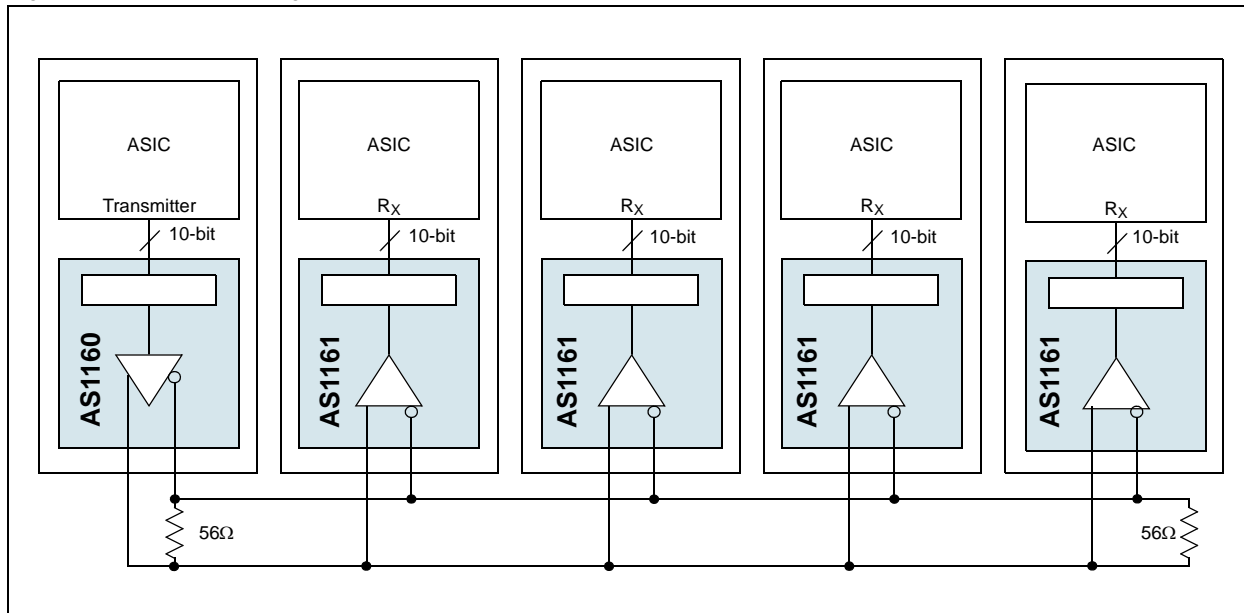 ASIC
Transmitter
10-bit
AS1160
ASIC
RX
10-bit
AS1161
ASIC
RX
10-bit
AS1161
ASIC
RX
10-bit
AS1161
ASIC
RX
10-bit
AS1161
56Ω
56Ω